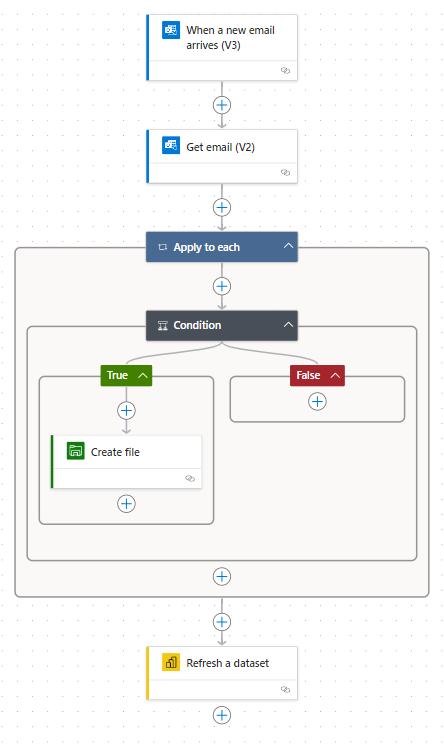 When a new email
arrives (V3)
Get email (V2)
Apply to each
Condition
True
False
Create file
Refresh a dataset